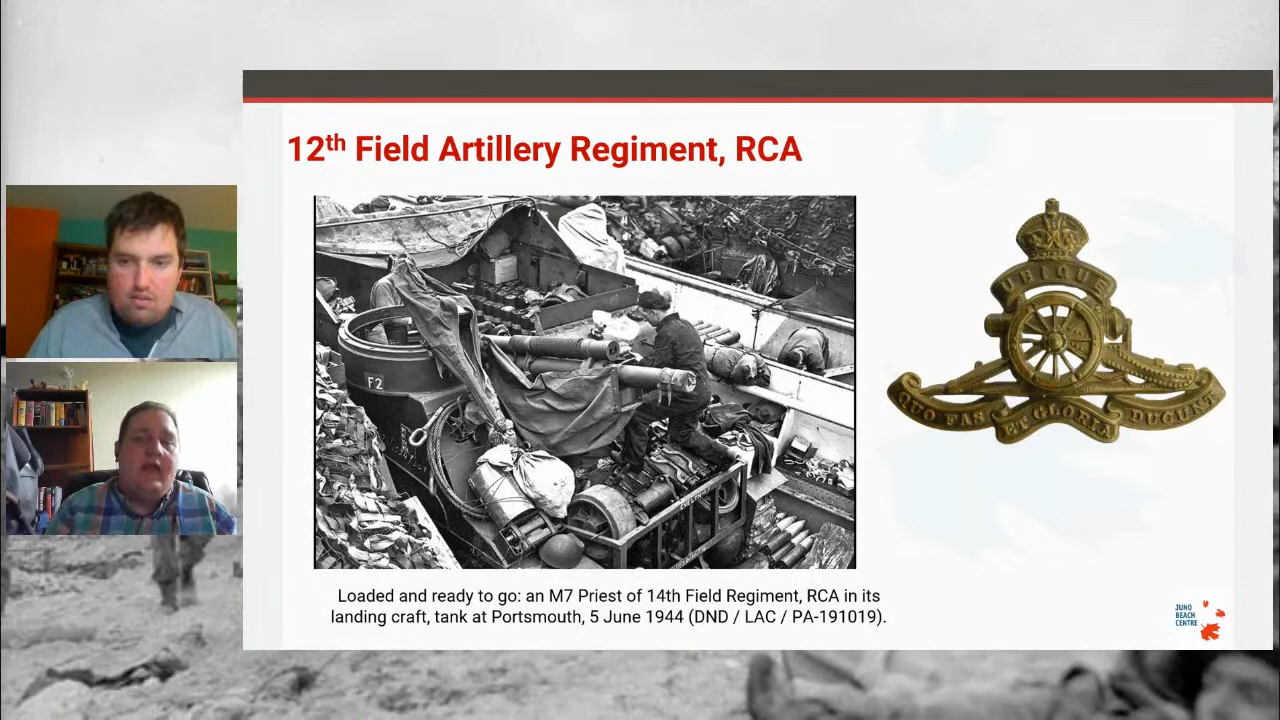 12th Field Artillery Regiment, RCA
F2
UBIQUE
QUO FAS ET GLORIA DUCUNT
Loaded and ready to go: an M7 Priest of 14th Field Regiment, RCA in its
landing craft, tank at Portsmouth, 5 June 1944 (DND / LAC / PA-191019).
JUNO
BEACH
CENTRE